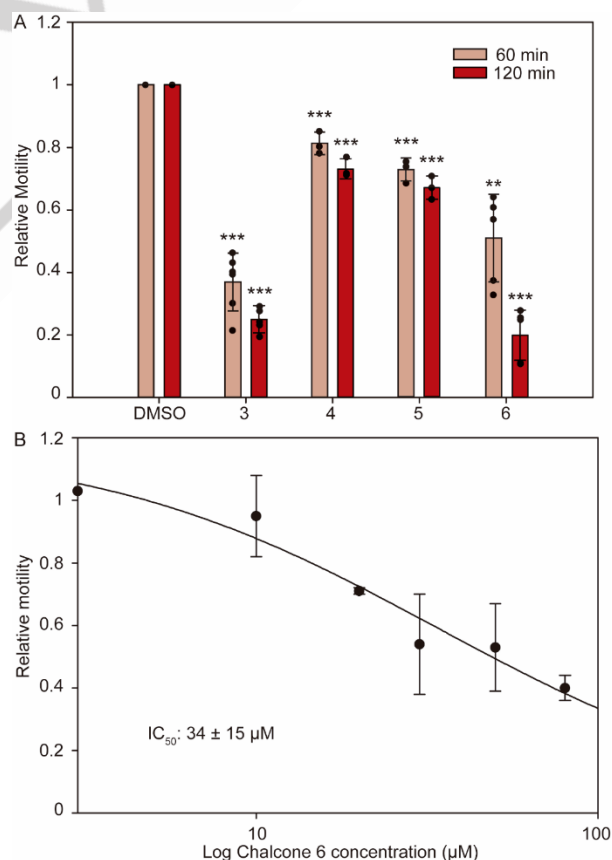 A
1.2
1
0.8
0.6
0.4
0.2
0
Relative Motility
60 min
120 min
*** *** *** *** *** *** ** ***
DMSO 3 4 5 6
B
1.2
1
0.8
0.6
0.4
0.2
0
Relative motility
IC50: 34 ± 15 µM
10 100
Log Chalcone 6 concentration (µM)